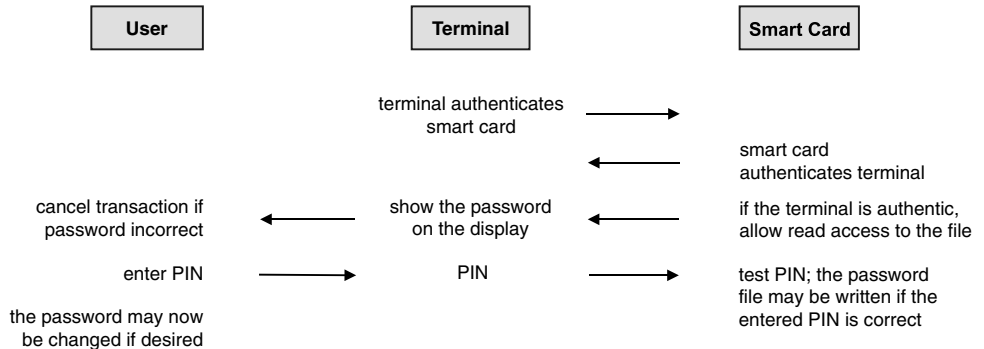 User
Terminal
Smart Card
terminal authenticates
smart card
smart card
authenticates terminal
cancel transaction if
password incorrect
show the password
on the display
if the terminal is authentic,
allow read access to the file
enter PIN
PIN
test PIN; the password
file may be written if the
entered PIN is correct
the password may now
be changed if desired